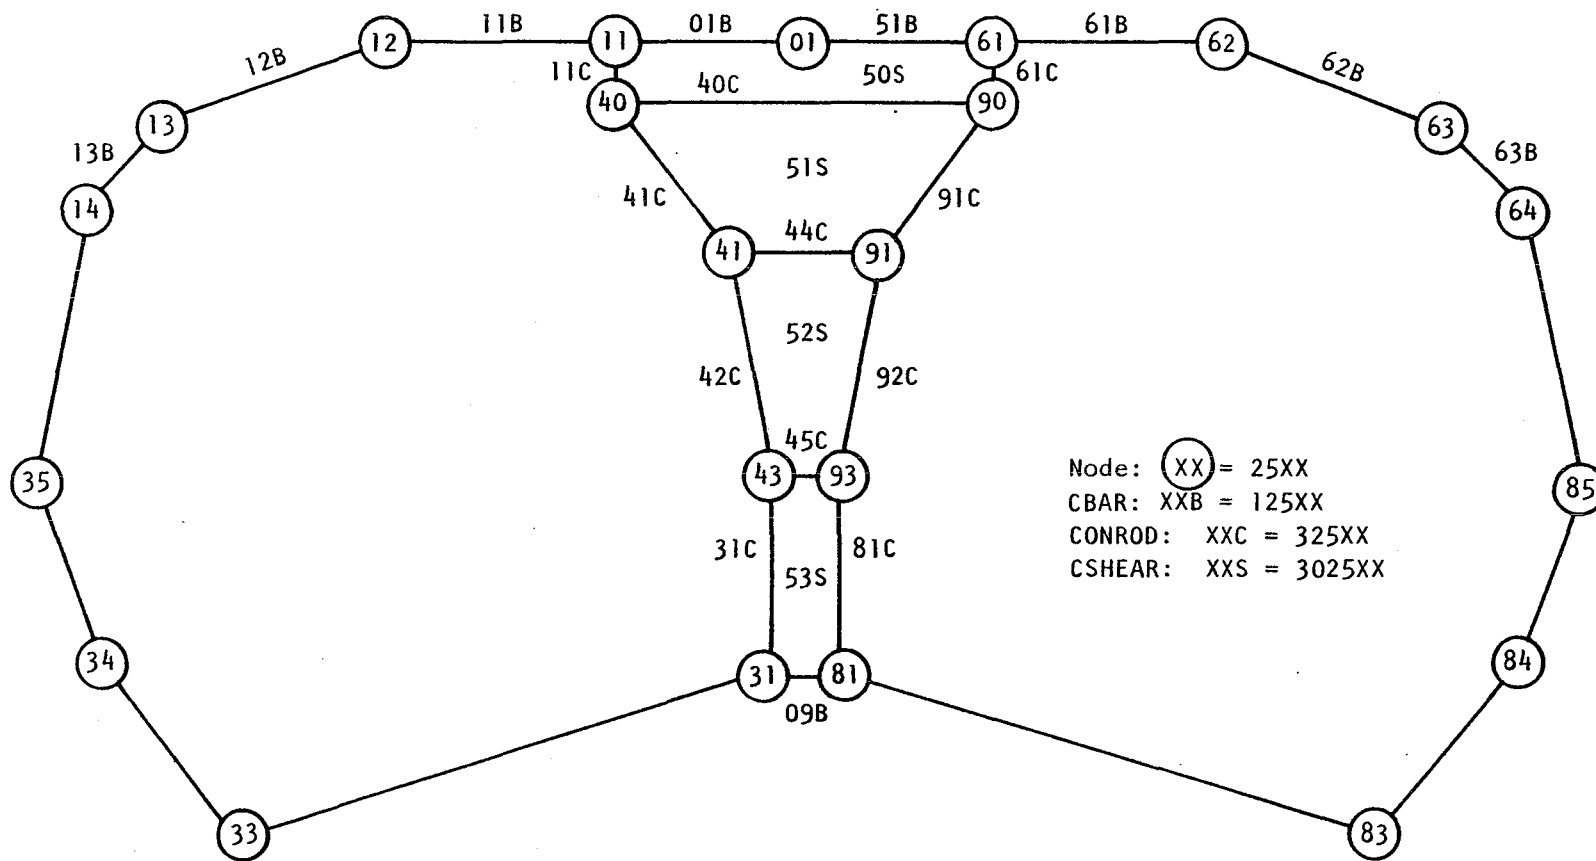 12 11B 11 01B 01 51B 61 61B 62
12B 11C 40C 50S 61C 62B
40 90
13 63
13B 51S 63B
14 41C 91C 64
44C
41 91
52S
42C 92C
45C
35 43 93 85
Node: XX = 25XX
CBAR: XXB = 125XX
CONROD: XXC = 325XX
CSHEAR: XXS = 3025XX
31C 81C
53S
34 31 81 84
09B
33 83